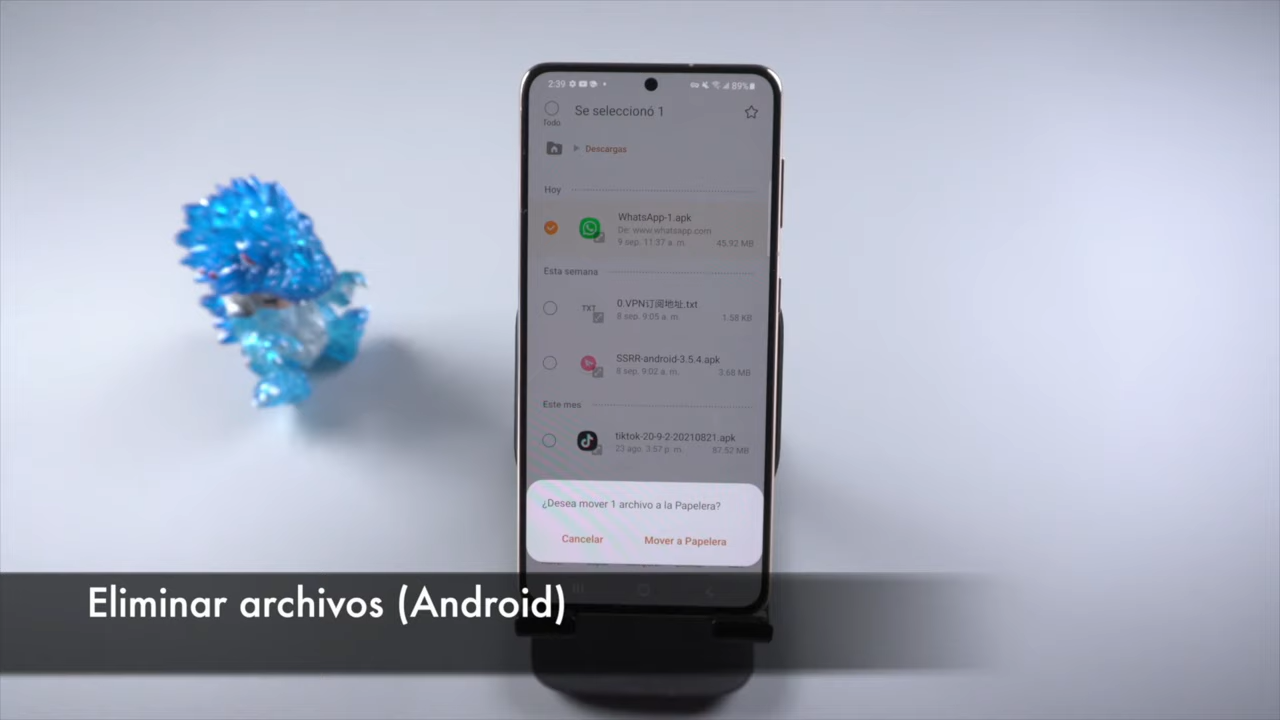 2:39
89%
Todo
Se seleccionó 1
Descargas
Hoy
WhatsApp-1.apk
De: www.whatsapp.com
9 sep. 11:37 a. m.
45.92 MB
Esta semana
TXT
0.VPN订阅地址.txt
8 sep. 9:05 a. m.
1.58 KB
SSRR-android-3.5.4.apk
8 sep. 9:02 a. m.
3.68 MB
Este mes
tiktok-20-9-2-20210821.apk
23 ago. 3:57 p. m.
87.52 MB
¿Desea mover 1 archivo a la Papelera?
Cancelar
Mover a Papelera
Eliminar archivos (Android)